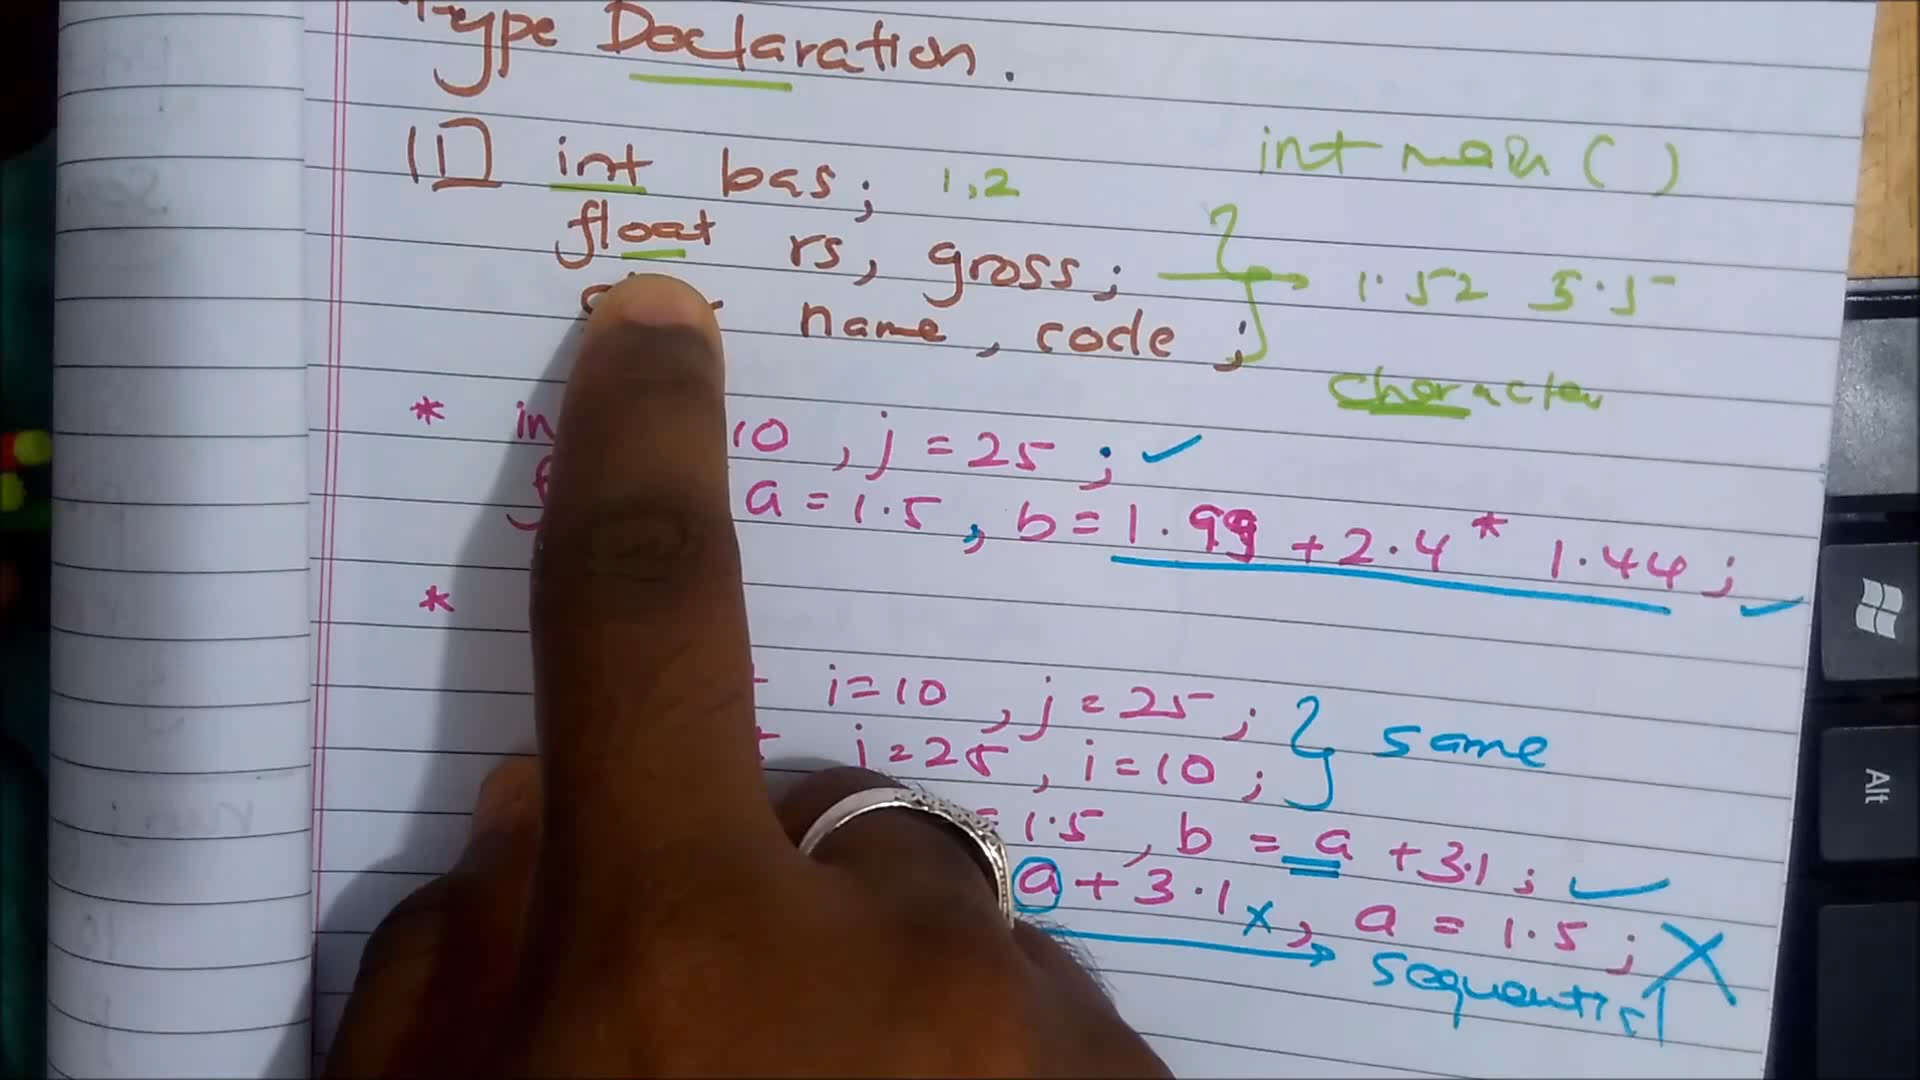 Type Declaration.
1) int bas; 1,2 int main ( )
float rs, gross; { 1.52 5.5
name, code ; }
character
* in 10 , j = 25 ; ✓
f a = 1.5 , b = 1.99 + 2.4 * 1.44 ; ✓
*
i=10 , j = 25 ; } same
j = 25 , i = 10 ;
= 1.5 , b = a + 3.1 ; ✓
a + 3.1 x , a = 1.5 ; X
sequential
Alt